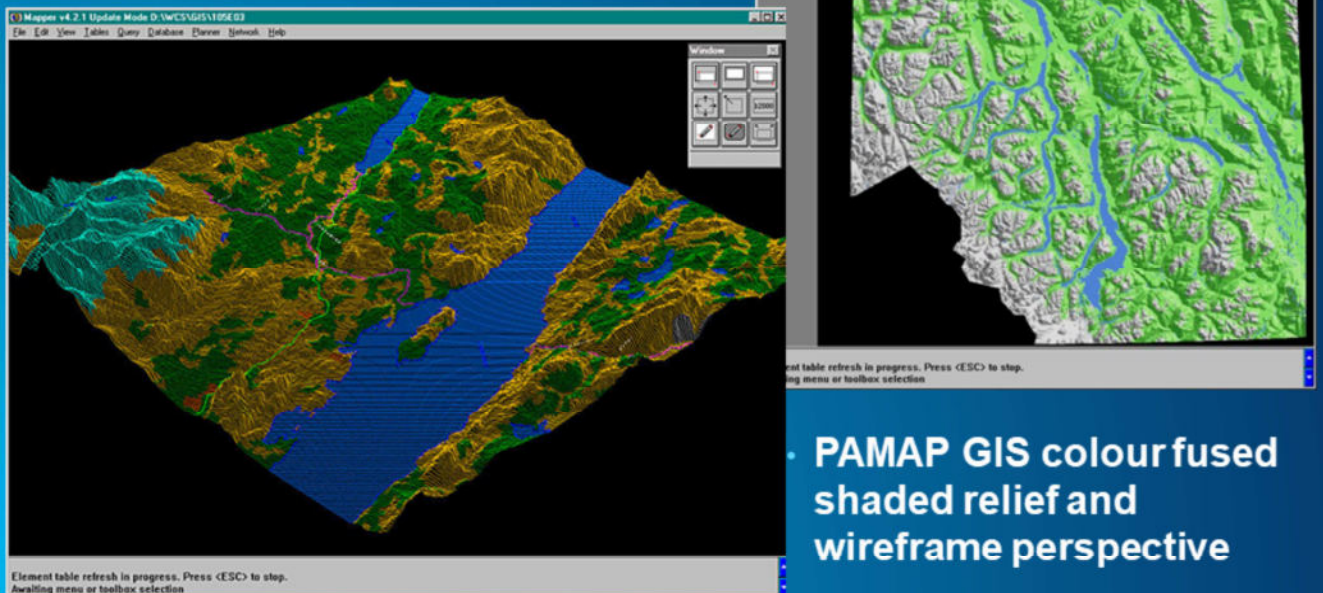 Mapper v4.2.1 Update Mode D:\WCS\GIS\105E03
File Edit View Tables Query Database Planner Network Help
Window
Element table refresh in progress. Press <ESC> to stop.
Awaiting menu or toolbox selection
ent table refresh in progress. Press <ESC> to stop.
ing menu or toolbox selection
• PAMAP GIS colour fused
shaded relief and
wireframe perspective